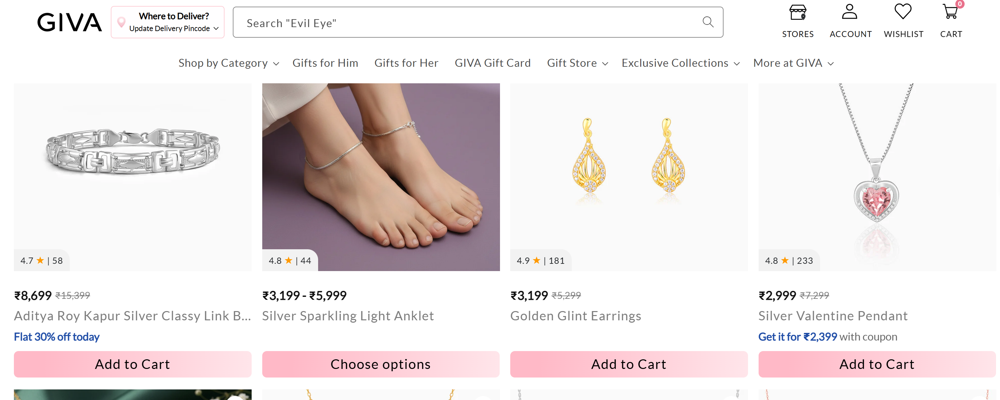 GIVA
Where to Deliver?
Update Delivery Pincode
Search "Evil Eye"
STORES
ACCOUNT
WISHLIST
0
CART
Shop by Category
Gifts for Him
Gifts for Her
GIVA Gift Card
Gift Store
Exclusive Collections
More at GIVA
4.7 ★ | 58
4.8 ★ | 44
4.9 ★ | 181
4.8 ★ | 233
₹8,699 ₹15,399
Aditya Roy Kapur Silver Classy Link B...
Flat 30% off today
Add to Cart
₹3,199 - ₹5,999
Silver Sparkling Light Anklet
Choose options
₹3,199 ₹5,299
Golden Glint Earrings
Add to Cart
₹2,999 ₹7,299
Silver Valentine Pendant
Get it for ₹2,399 with coupon
Add to Cart